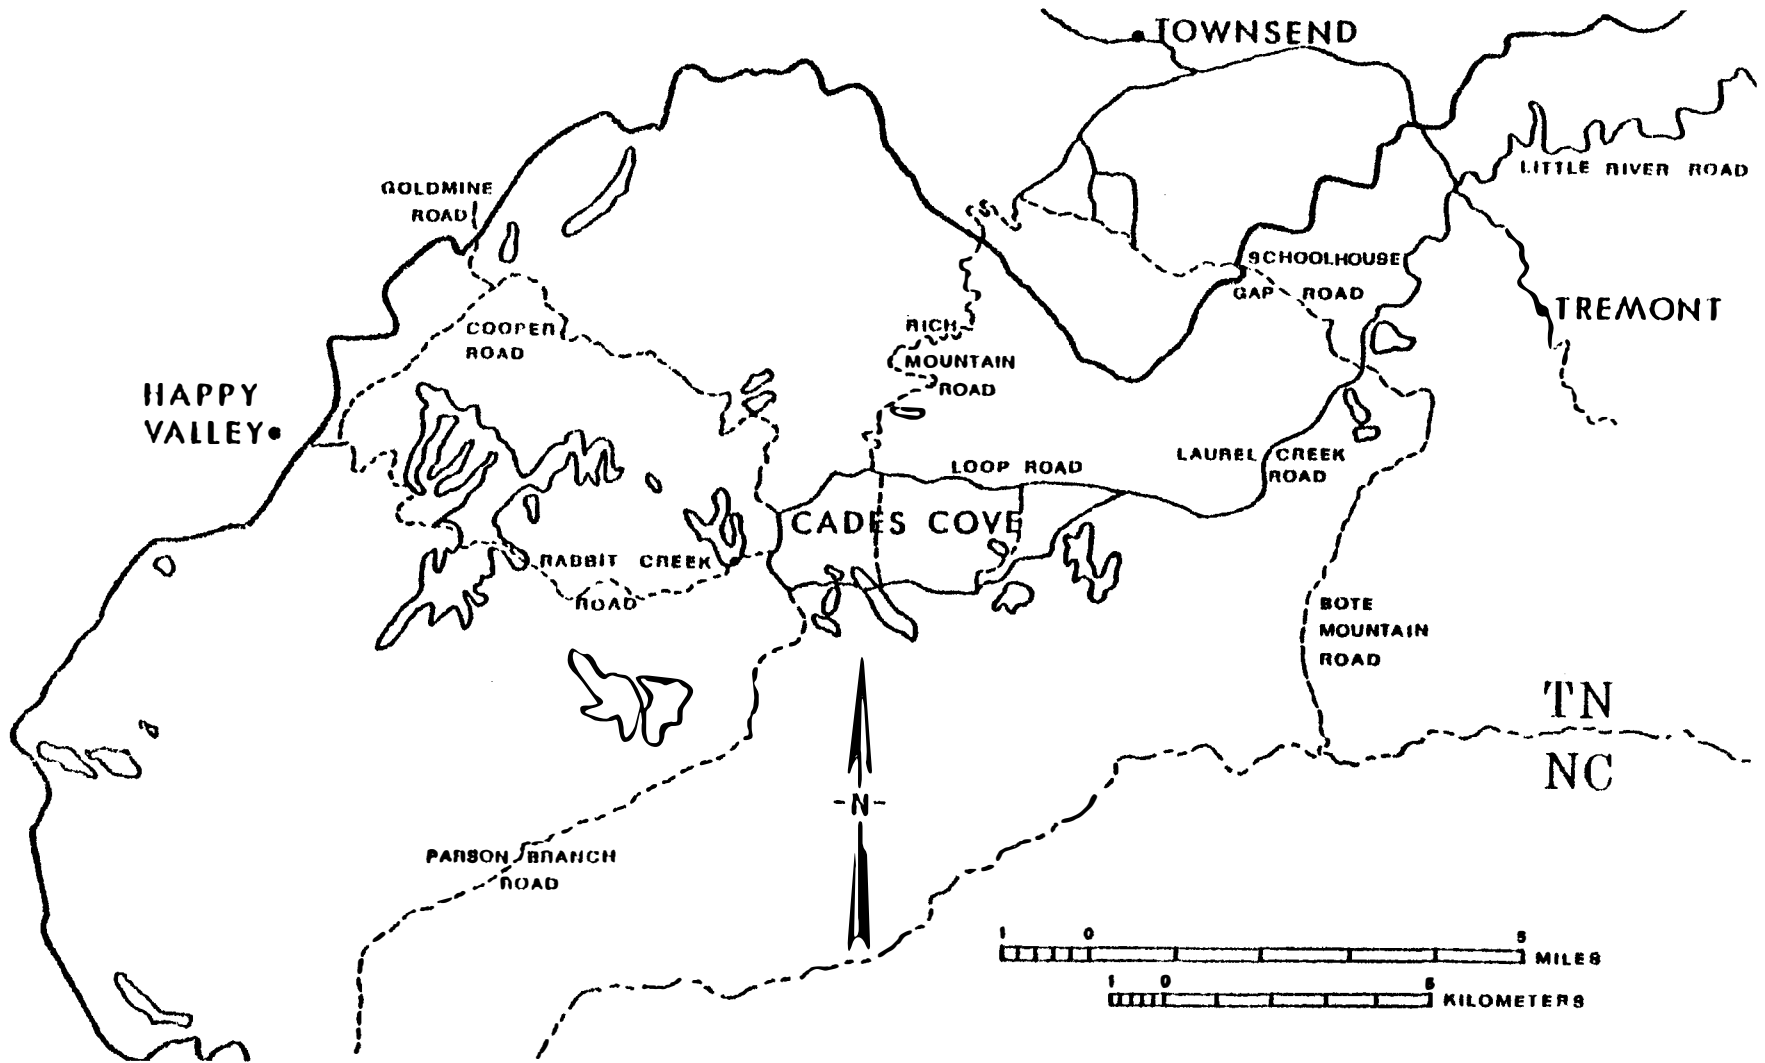 TOWNSEND
LITTLE RIVER ROAD
GOLDMINE
ROAD
SCHOOLHOUSE
GAP ROAD
TREMONT
COOPER
ROAD
RICH
MOUNTAIN
ROAD
HAPPY
VALLEY
LOOP ROAD
LAUREL CREEK
ROAD
CADES COVE
RABBIT CREEK
ROAD
BOTE
MOUNTAIN
ROAD
TN
NC
-N-
PARSON BRANCH
ROAD
1 0 5
MILES
1 0 5
KILOMETERS